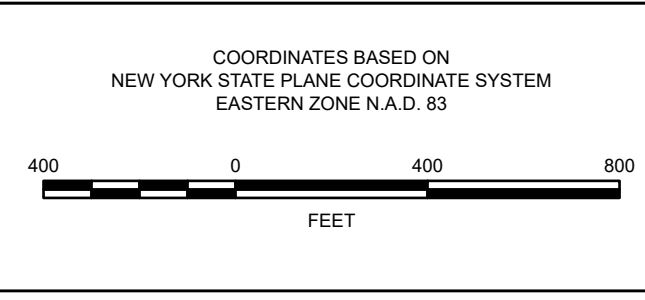 COORDINATES BASED ON
NEW YORK STATE PLANE COORDINATE SYSTEM
EASTERN ZONE N.A.D. 83
400 0 400 800
FEET